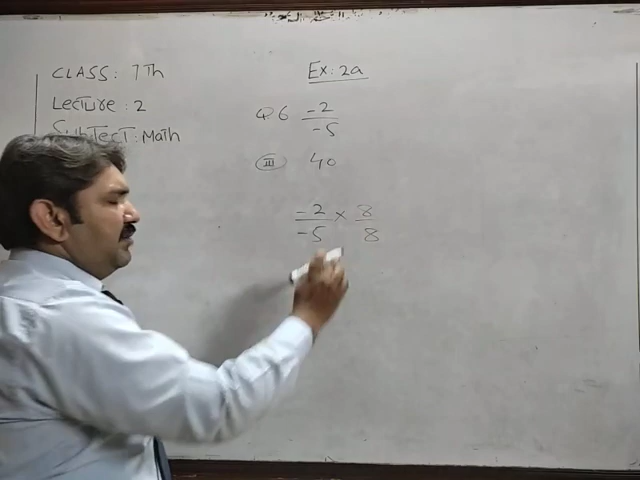 CLASS: 7Th
Ex: 2a
Lecture: 2
Subject: Math
Q6 -2/-5
(III) 40
-2/-5 × 8/8